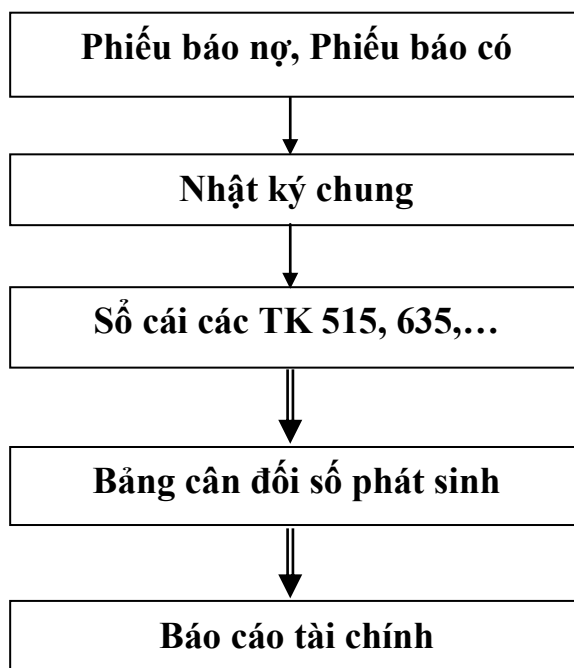 Phiếu báo nợ, Phiếu báo có
Nhật ký chung
Sổ cái các TK 515, 635,...
Bảng cân đối số phát sinh
Báo cáo tài chính